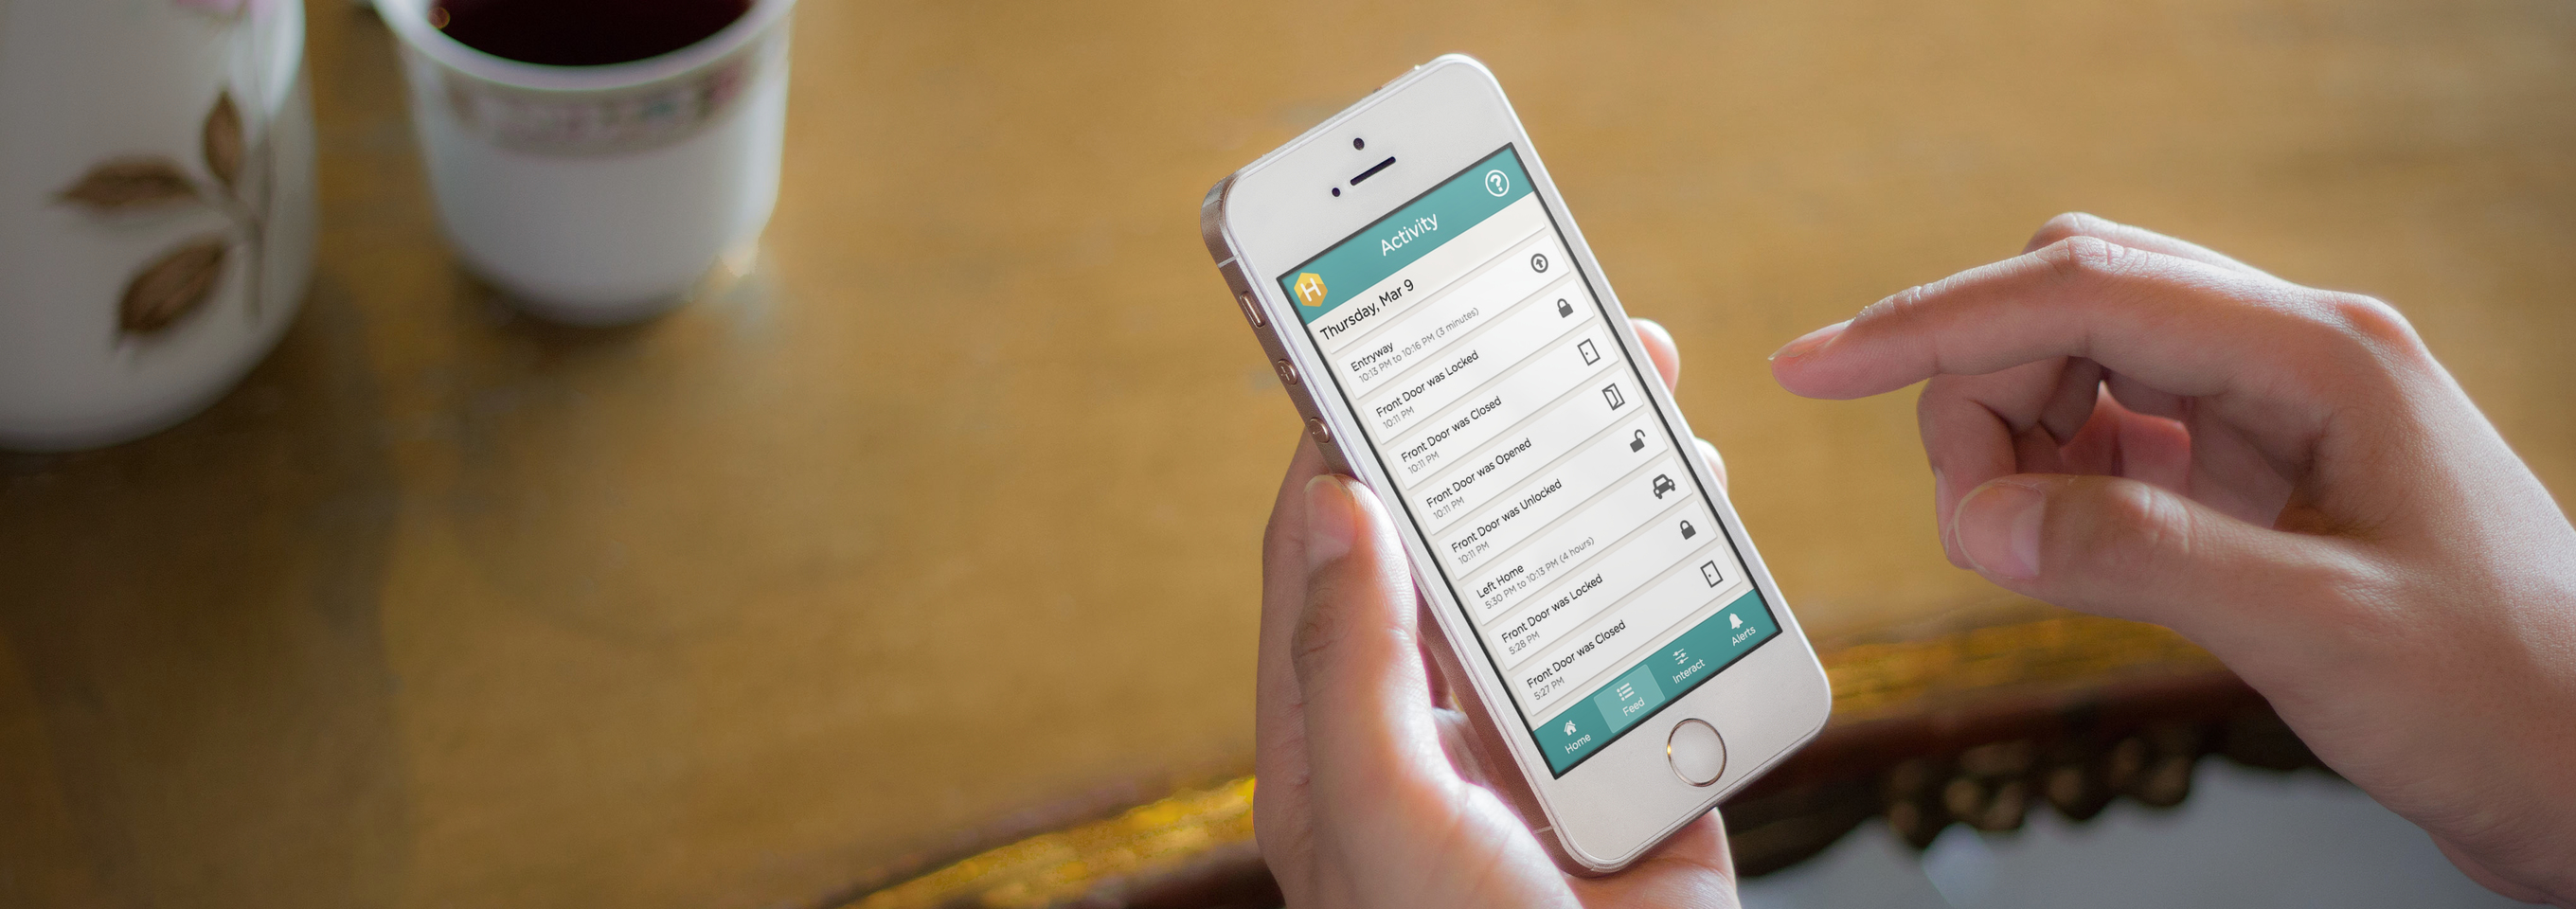 Activity
?
H
Thursday, Mar 9
Entryway
10:13 PM to 10:16 PM (3 minutes)
Front Door was Locked
10:11 PM
Front Door was Closed
10:11 PM
Front Door was Opened
10:11 PM
Front Door was Unlocked
10:11 PM
Left Home
5:30 PM to 10:13 PM (4 hours)
Front Door was Locked
5:28 PM
Front Door was Closed
5:27 PM
Home
Feed
Interact
Alerts